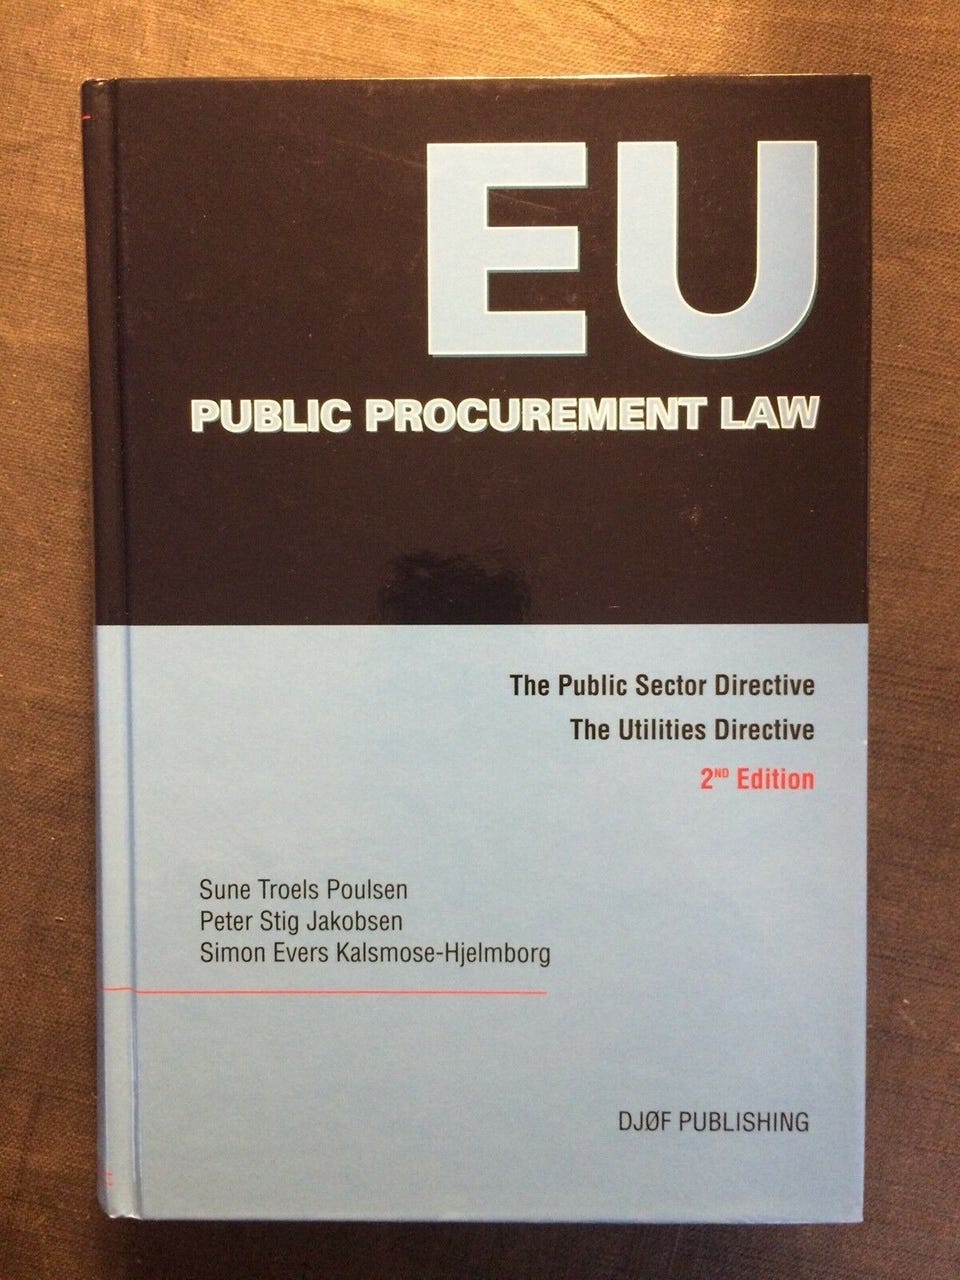 EU
PUBLIC PROCUREMENT LAW
The Public Sector Directive
The Utilities Directive
2ND Edition
Sune Troels Poulsen
Peter Stig Jakobsen
Simon Evers Kalsmose-Hjelmborg
DJØF PUBLISHING